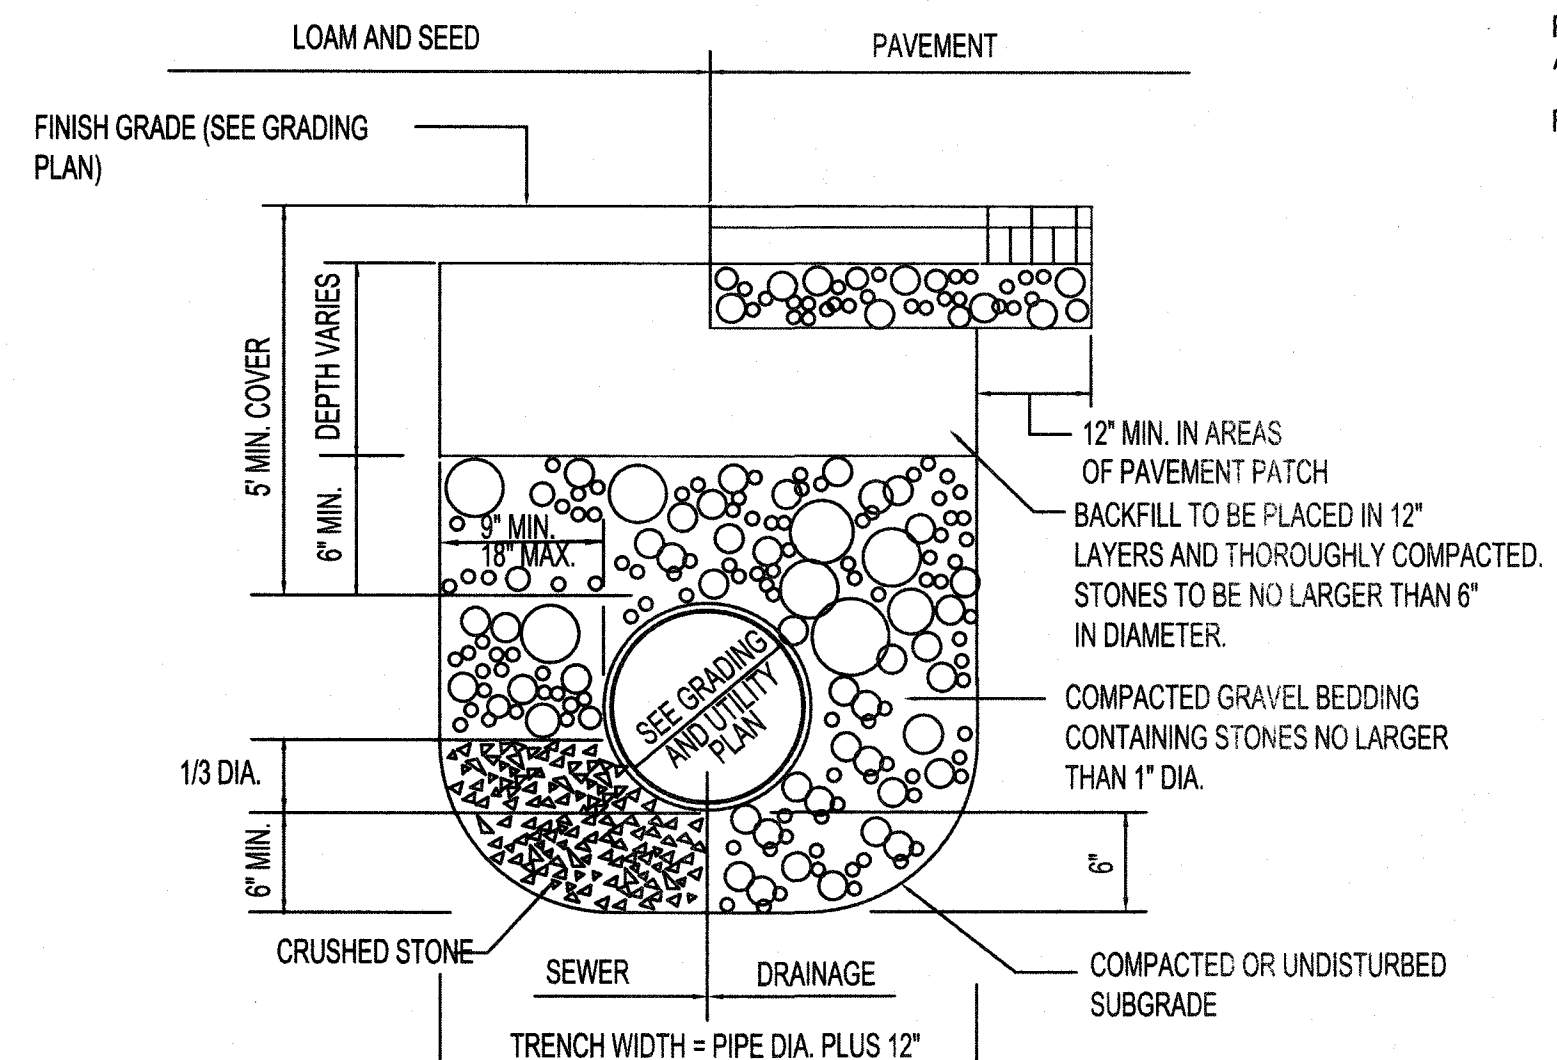 LOAM AND SEED
PAVEMENT
FINISH GRADE (SEE GRADING
PLAN)
5' MIN. COVER
DEPTH VARIES
6" MIN.
9" MIN.
18" MAX.
12" MIN. IN AREAS
OF PAVEMENT PATCH
BACKFILL TO BE PLACED IN 12"
LAYERS AND THOROUGHLY COMPACTED.
STONES TO BE NO LARGER THAN 6"
IN DIAMETER.
SEE GRADING
AND UTILITY
PLAN
COMPACTED GRAVEL BEDDING
CONTAINING STONES NO LARGER
THAN 1" DIA.
1/3 DIA.
6" MIN.
6"
CRUSHED STONE
SEWER
DRAINAGE
COMPACTED OR UNDISTURBED
SUBGRADE
TRENCH WIDTH = PIPE DIA. PLUS 12"